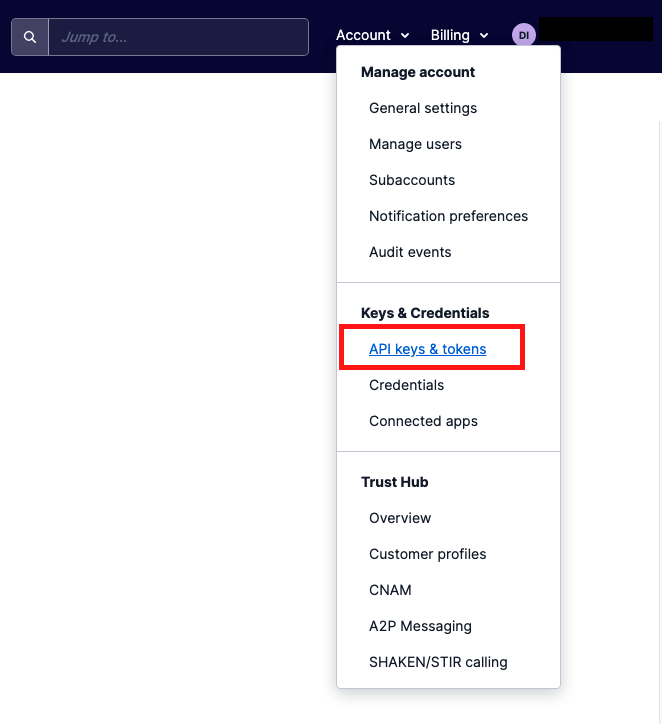 Jump to...
Account
Billing
DI
Manage account
General settings
Manage users
Subaccounts
Notification preferences
Audit events
Keys & Credentials
API keys & tokens
Credentials
Connected apps
Trust Hub
Overview
Customer profiles
CNAM
A2P Messaging
SHAKEN/STIR calling